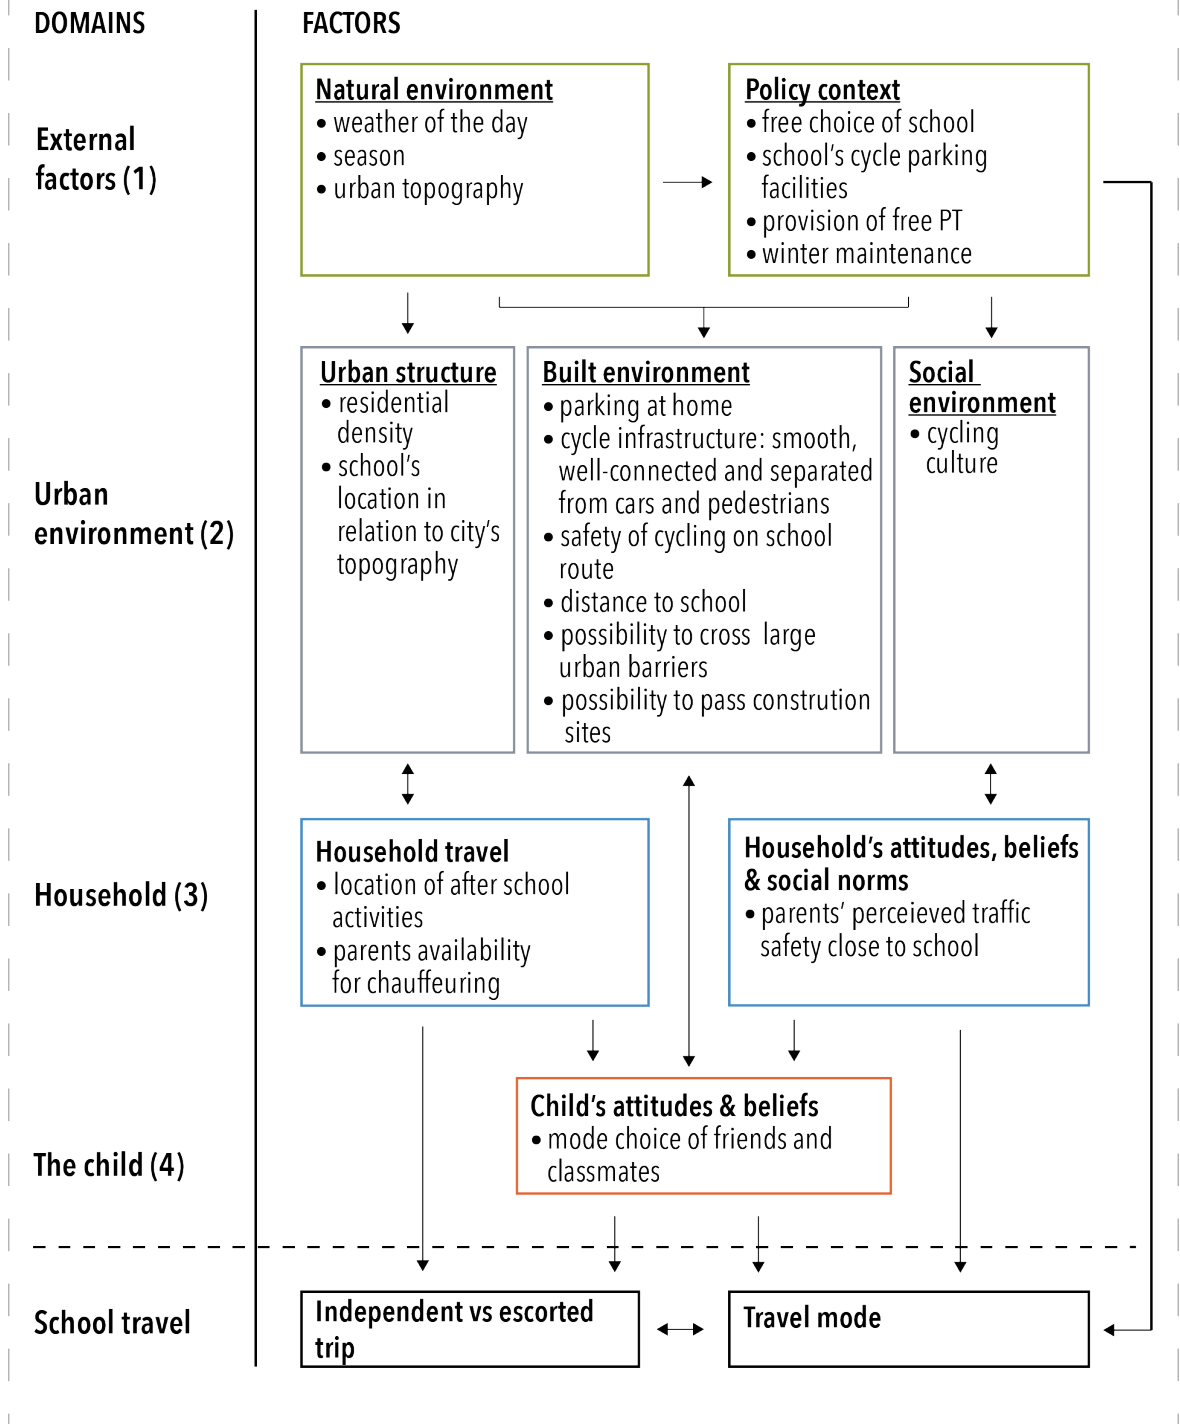 DOMAINS
FACTORS
External
factors (1)
Natural environment
• weather of the day
• season
• urban topography
Policy context
• free choice of school
• school's cycle parking
facilities
• provision of free PT
• winter maintenance
Urban
environment (2)
Urban structure
• residential
density
• school's
location in
relation to city's
topography
Built environment
• parking at home
• cycle infrastructure: smooth,
well-connected and separated
from cars and pedestrians
• safety of cycling on school
route
• distance to school
• possibility to cross large
urban barriers
• possibility to pass constrution
sites
Social
environment
• cycling
culture
Household (3)
Household travel
• location of after school
activities
• parents availability
for chauffeuring
Household's attitudes, beliefs
& social norms
• parents' perceieved traffic
safety close to school
The child (4)
Child's attitudes & beliefs
• mode choice of friends and
classmates
School travel
Independent vs escorted
trip
Travel mode